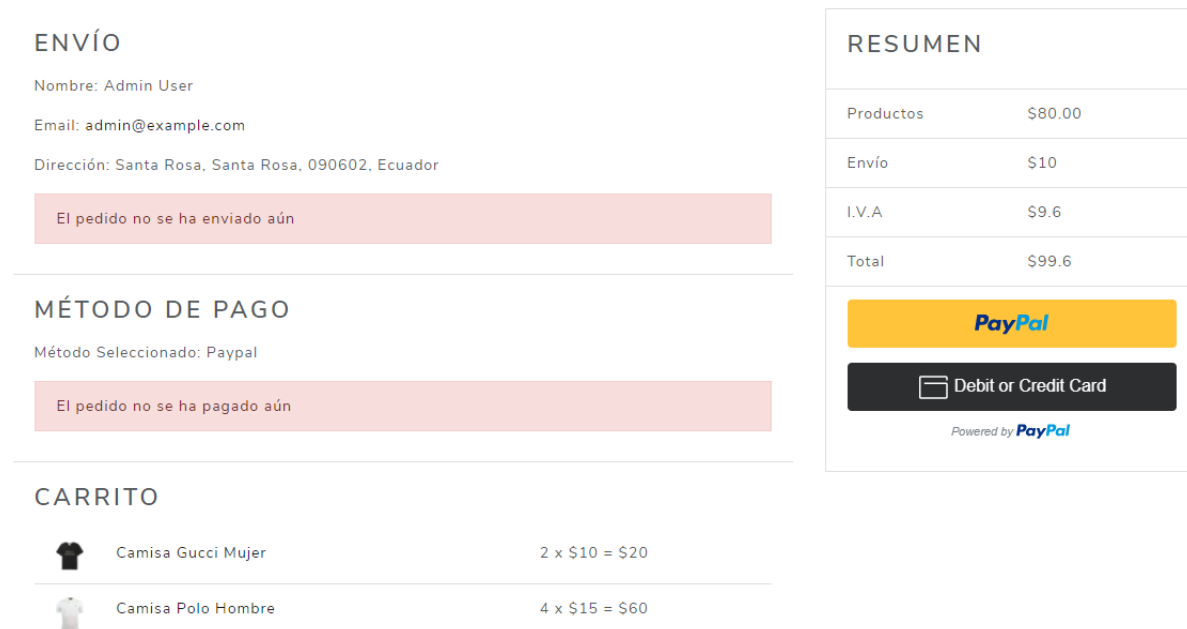 ENVÍO
Nombre: Admin User
Email: admin@example.com
Dirección: Santa Rosa, Santa Rosa, 090602, Ecuador
El pedido no se ha enviado aún
MÉTODO DE PAGO
Método Seleccionado: Paypal
El pedido no se ha pagado aún
CARRITO
Camisa Gucci Mujer 2 x $10 = $20
Camisa Polo Hombre 4 x $15 = $60
RESUMEN
Productos $80.00
Envío $10
I.V.A $9.6
Total $99.6
PayPal
Debit or Credit Card
Powered by PayPal